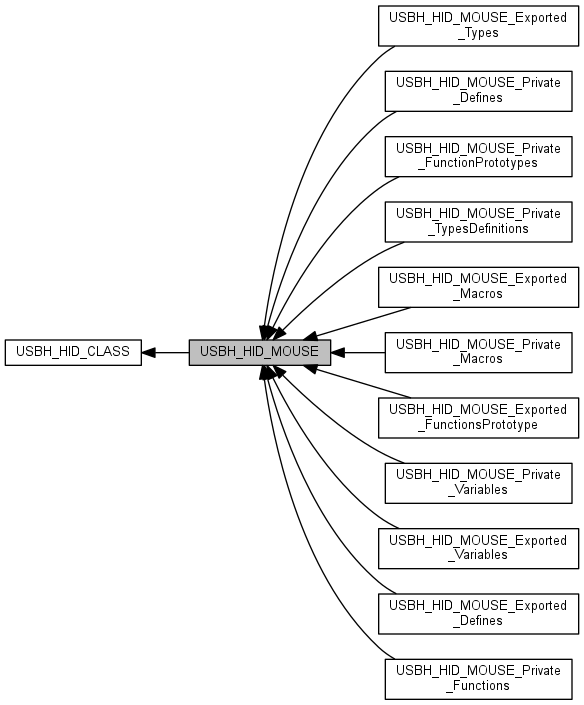 USBH_HID_MOUSE_Exported
_Types
USBH_HID_MOUSE_Private
_Defines
USBH_HID_MOUSE_Private
_FunctionPrototypes
USBH_HID_MOUSE_Private
_TypesDefinitions
USBH_HID_MOUSE_Exported
_Macros
USBH_HID_CLASS
USBH_HID_MOUSE
USBH_HID_MOUSE_Private
_Macros
USBH_HID_MOUSE_Exported
_FunctionsPrototype
USBH_HID_MOUSE_Private
_Variables
USBH_HID_MOUSE_Exported
_Variables
USBH_HID_MOUSE_Exported
_Defines
USBH_HID_MOUSE_Private
_Functions